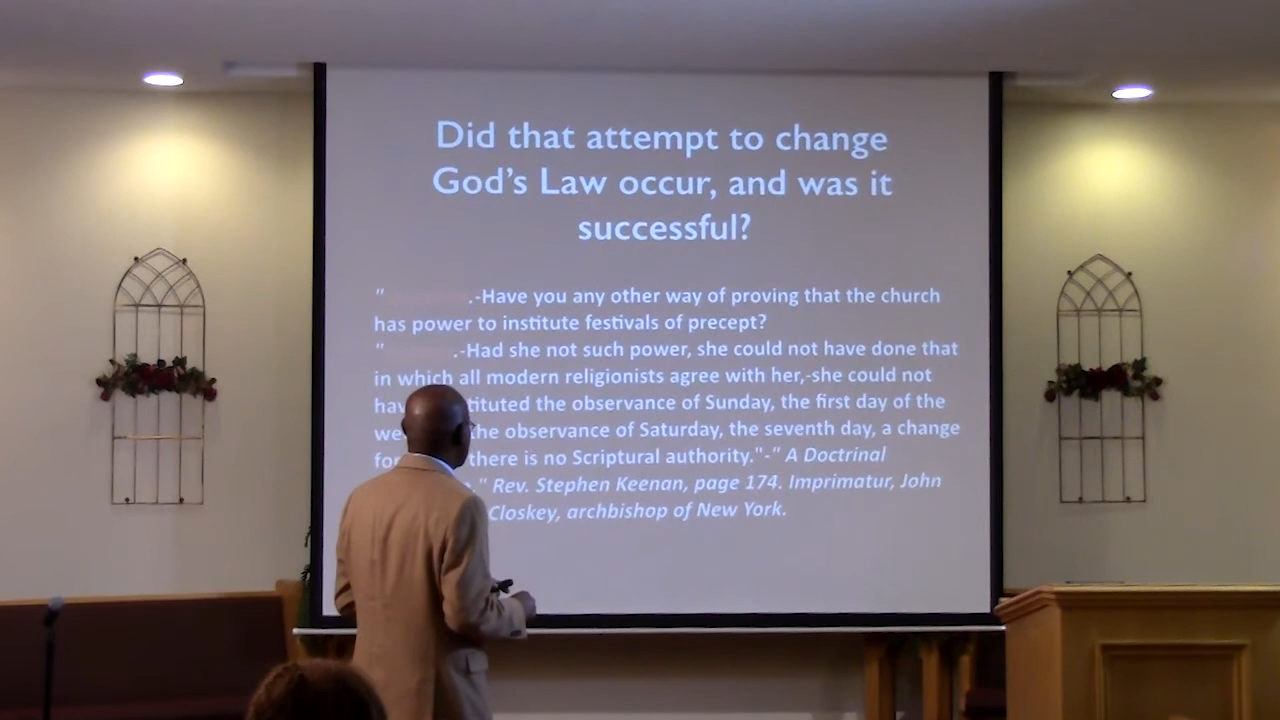 Did that attempt to change
God's Law occur, and was it
successful?
" .-Have you any other way of proving that the church
has power to institute festivals of precept?
" .-Had she not such power, she could not have done that
in which all modern religionists agree with her,-she could not
the observance of Sunday, the first day of the
the observance of Saturday, the seventh day, a change
there is no Scriptural authority."-" A Doctrinal
" Rev. Stephen Keenan, page 174. Imprimatur, John
Closkey, archbishop of New York.